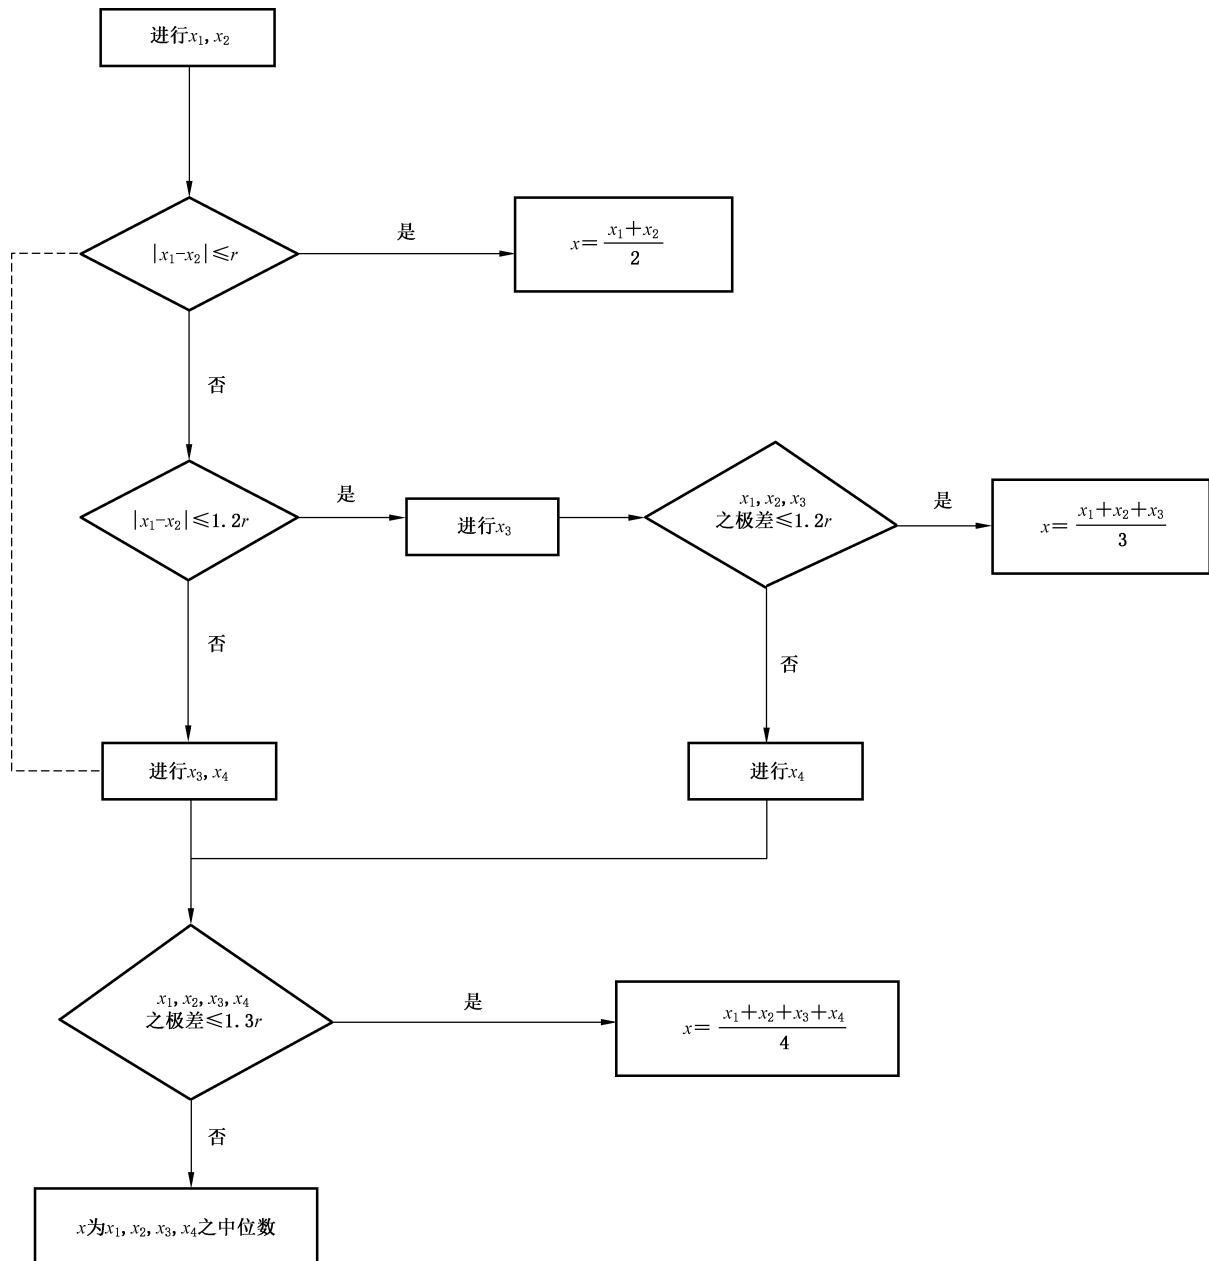 进行x₁, x₂
|x₁-x₂|≤r
是
x=(x₁+x₂)/2
否
|x₁-x₂|≤1.2r
是
进行x₃
x₁, x₂, x₃
之极差≤1.2r
是
x=(x₁+x₂+x₃)/3
否
否
进行x₃, x₄
进行x₄
x₁, x₂, x₃, x₄
之极差≤1.3r
是
x=(x₁+x₂+x₃+x₄)/4
否
x为x₁, x₂, x₃, x₄之中位数